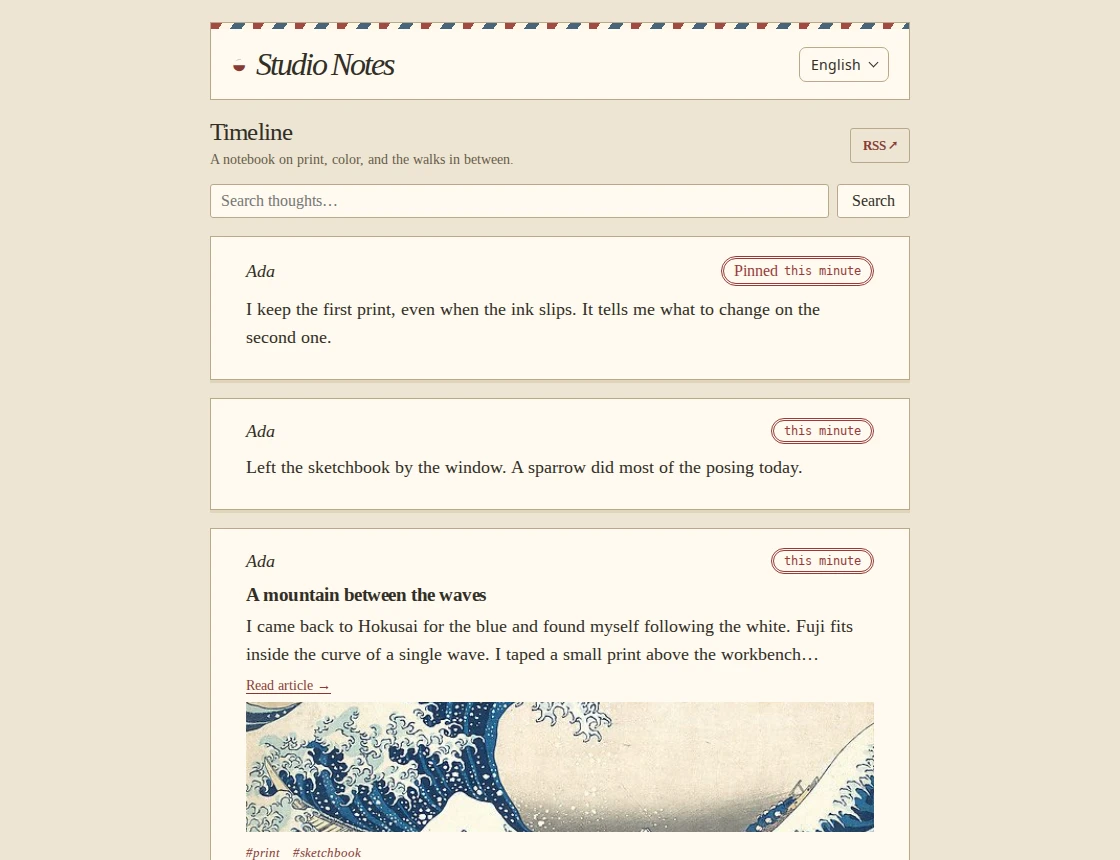 Studio Notes
English
Timeline
A notebook on print, color, and the walks in between.
RSS ↗
Search thoughts…
Search
Ada
Pinned this minute
I keep the first print, even when the ink slips. It tells me what to change on the
second one.
Ada
this minute
Left the sketchbook by the window. A sparrow did most of the posing today.
Ada
this minute
A mountain between the waves
I came back to Hokusai for the blue and found myself following the white. Fuji fits
inside the curve of a single wave. I taped a small print above the workbench…
Read article →
#print #sketchbook